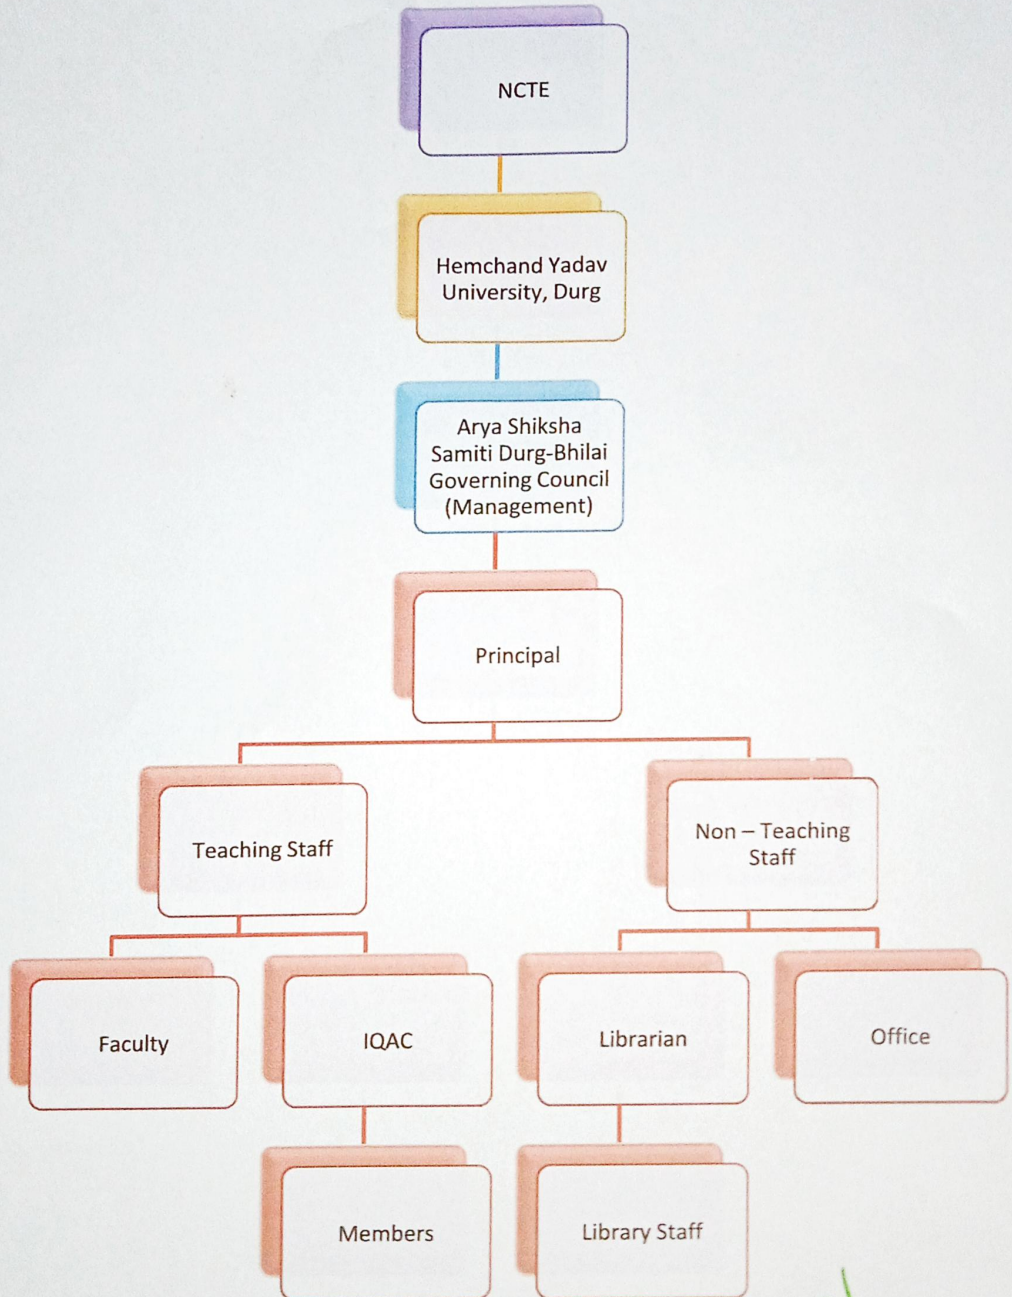 NCTE
Hemchand Yadav
University, Durg
Arya Shiksha
Samiti Durg-Bhilai
Governing Council
(Management)
Principal
Teaching Staff
Non – Teaching
Staff
Faculty
IQAC
Librarian
Office
Members
Library Staff